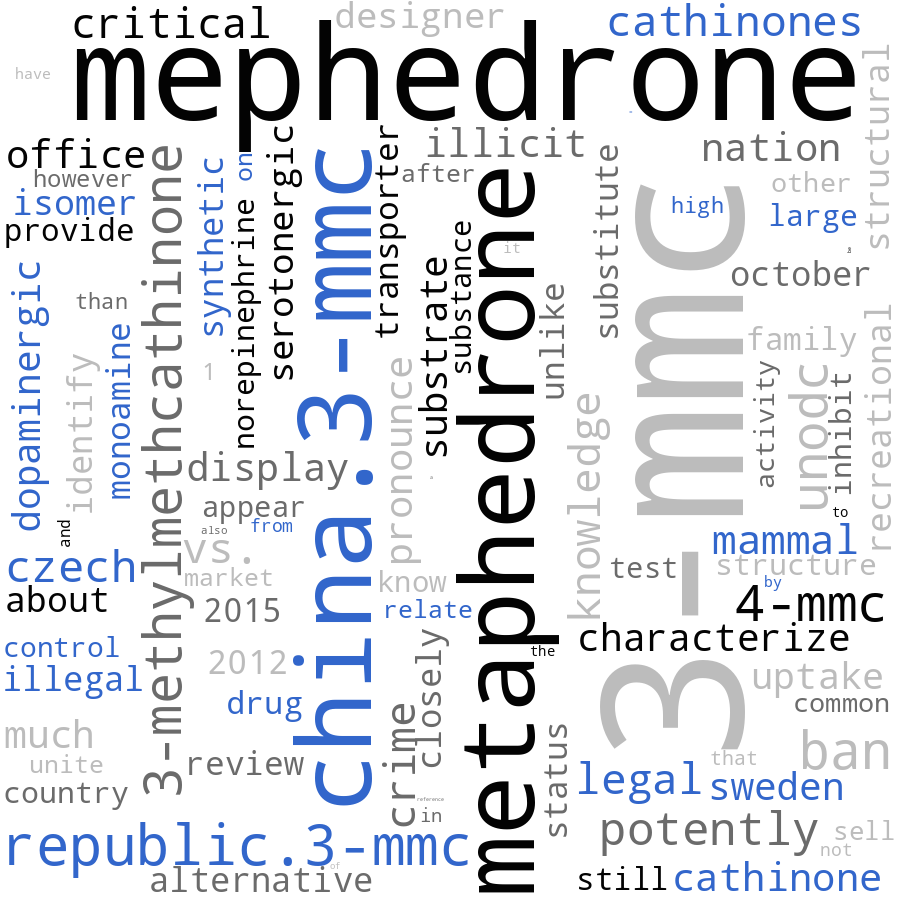 critical
designer
cathinones
mephedrone
have
structural
office
illicit
nation
however
after
other
isomer
high
large
provide
3-methylmethcathinone
synthetic
on
norepinephrine
serotonergic
china.3-mmc
transporter
substitute
3-mmc
it
october
dopaminergic
than
identify
monoamine
1
pronounce
substrate
substance
metaphedrone
unlike
knowledge
family
activity
unodc
inhibit
recreational
display
appear
also
from
to
and
vs.
czech
market
know
test
structure
mammal
by
about
2015
relate
4-mmc
characterize
the
control
2012
closely
uptake
illegal
drug
common
crime
much
unite
review
status
that
ban
country
legal
sweden
reference
in
republic.3-mmc
potently
sell
not
of
alternative
still
cathinone